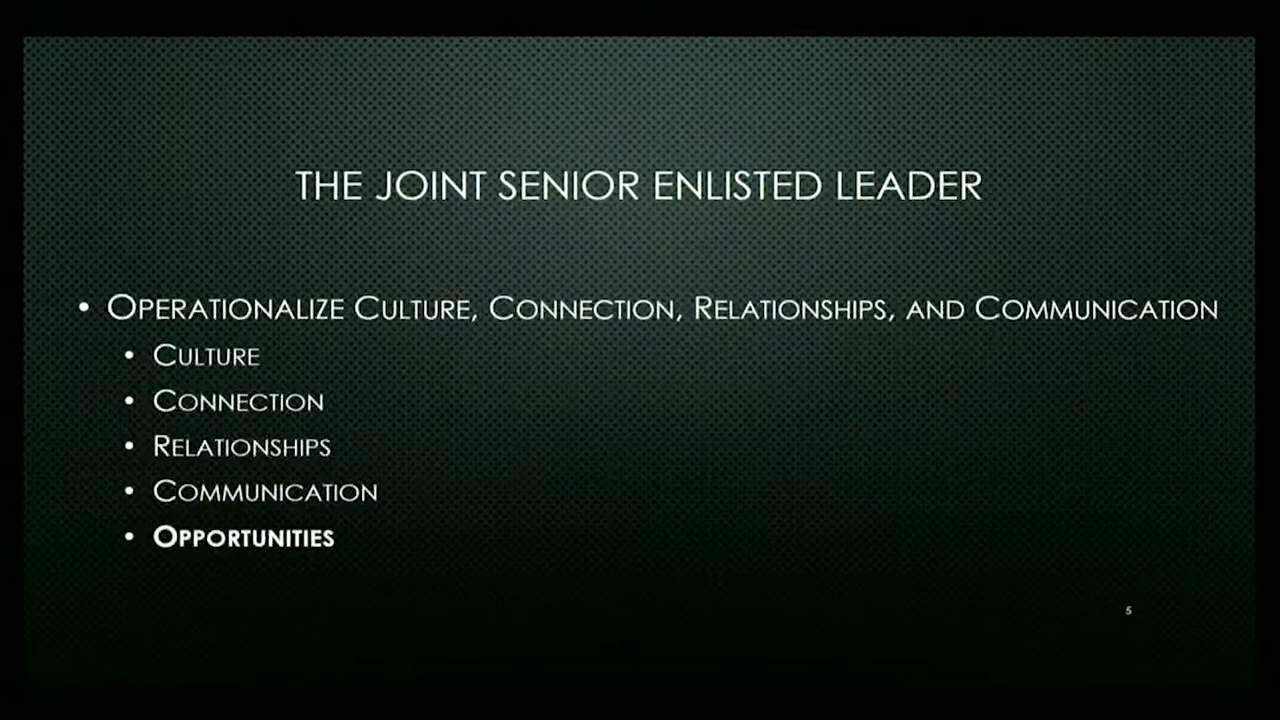 THE JOINT SENIOR ENLISTED LEADER
• OPERATIONALIZE CULTURE, CONNECTION, RELATIONSHIPS, AND COMMUNICATION
• CULTURE
• CONNECTION
• RELATIONSHIPS
• COMMUNICATION
• OPPORTUNITIES
5